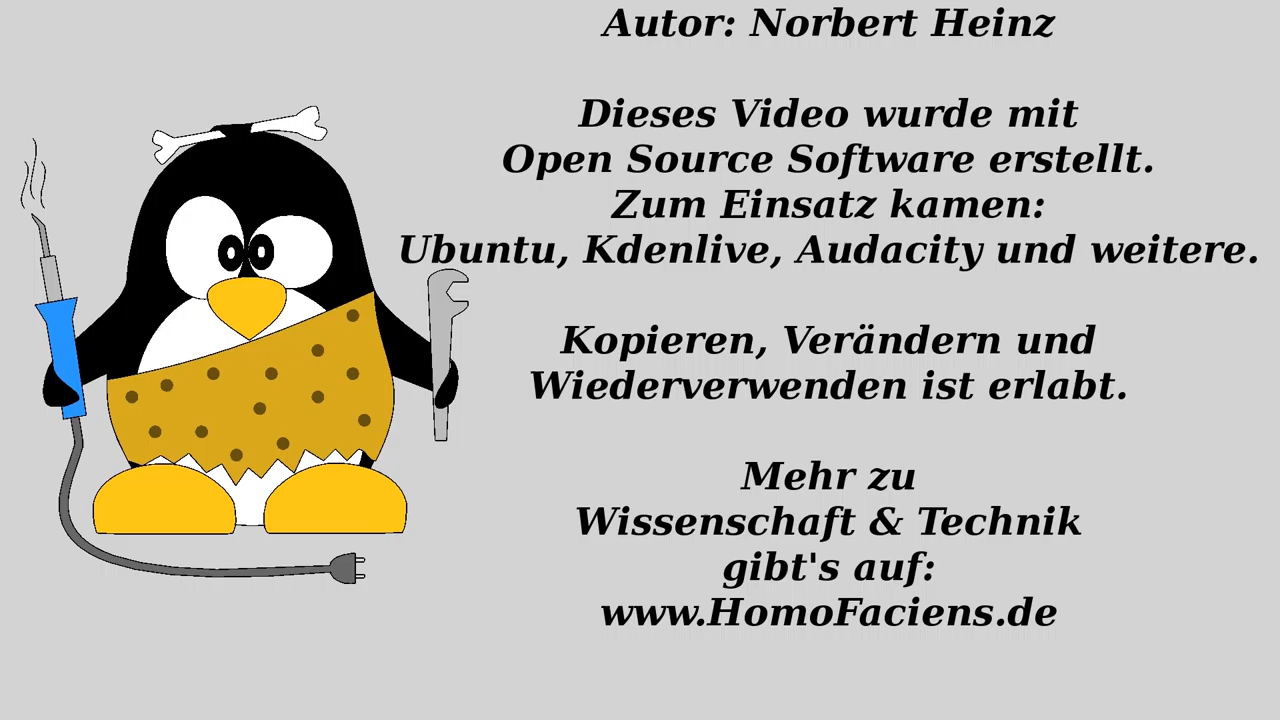 Autor: Norbert Heinz
Dieses Video wurde mit
Open Source Software erstellt.
Zum Einsatz kamen:
Ubuntu, Kdenlive, Audacity und weitere.
Kopieren, Verändern und
Wiederverwenden ist erlabt.
Mehr zu
Wissenschaft & Technik
gibt's auf:
www.HomoFaciens.de